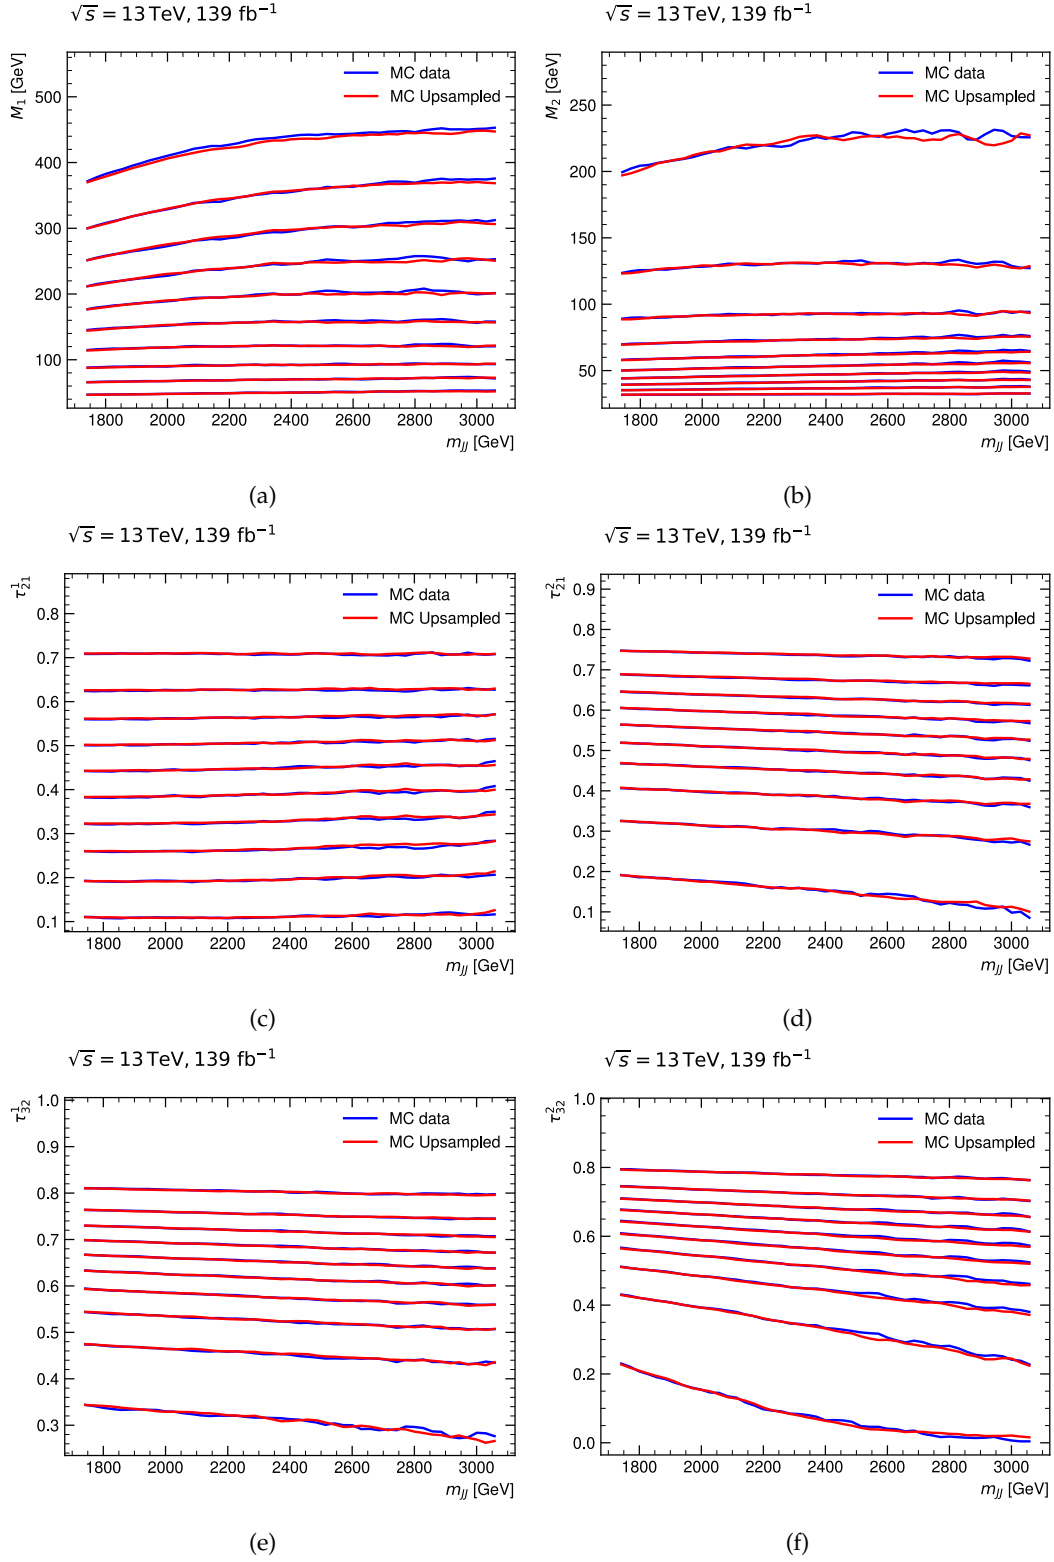 √s = 13 TeV, 139 fb⁻¹
M₁ [GeV]
MC data
MC Upsampled
500
400
300
200
100
1800 2000 2200 2400 2600 2800 3000
m_JJ [GeV]
(a)
√s = 13 TeV, 139 fb⁻¹
M₂ [GeV]
MC data
MC Upsampled
250
200
150
100
50
1800 2000 2200 2400 2600 2800 3000
m_JJ [GeV]
(b)
√s = 13 TeV, 139 fb⁻¹
τ¹₂₁
MC data
MC Upsampled
0.8
0.7
0.6
0.5
0.4
0.3
0.2
0.1
1800 2000 2200 2400 2600 2800 3000
m_JJ [GeV]
(c)
√s = 13 TeV, 139 fb⁻¹
τ²₂₁
MC data
MC Upsampled
0.9
0.8
0.7
0.6
0.5
0.4
0.3
0.2
0.1
1800 2000 2200 2400 2600 2800 3000
m_JJ [GeV]
(d)
√s = 13 TeV, 139 fb⁻¹
τ¹₃₂
MC data
MC Upsampled
1.0
0.9
0.8
0.7
0.6
0.5
0.4
0.3
1800 2000 2200 2400 2600 2800 3000
m_JJ [GeV]
(e)
√s = 13 TeV, 139 fb⁻¹
τ²₃₂
MC data
MC Upsampled
1.0
0.8
0.6
0.4
0.2
0.0
1800 2000 2200 2400 2600 2800 3000
m_JJ [GeV]
(f)